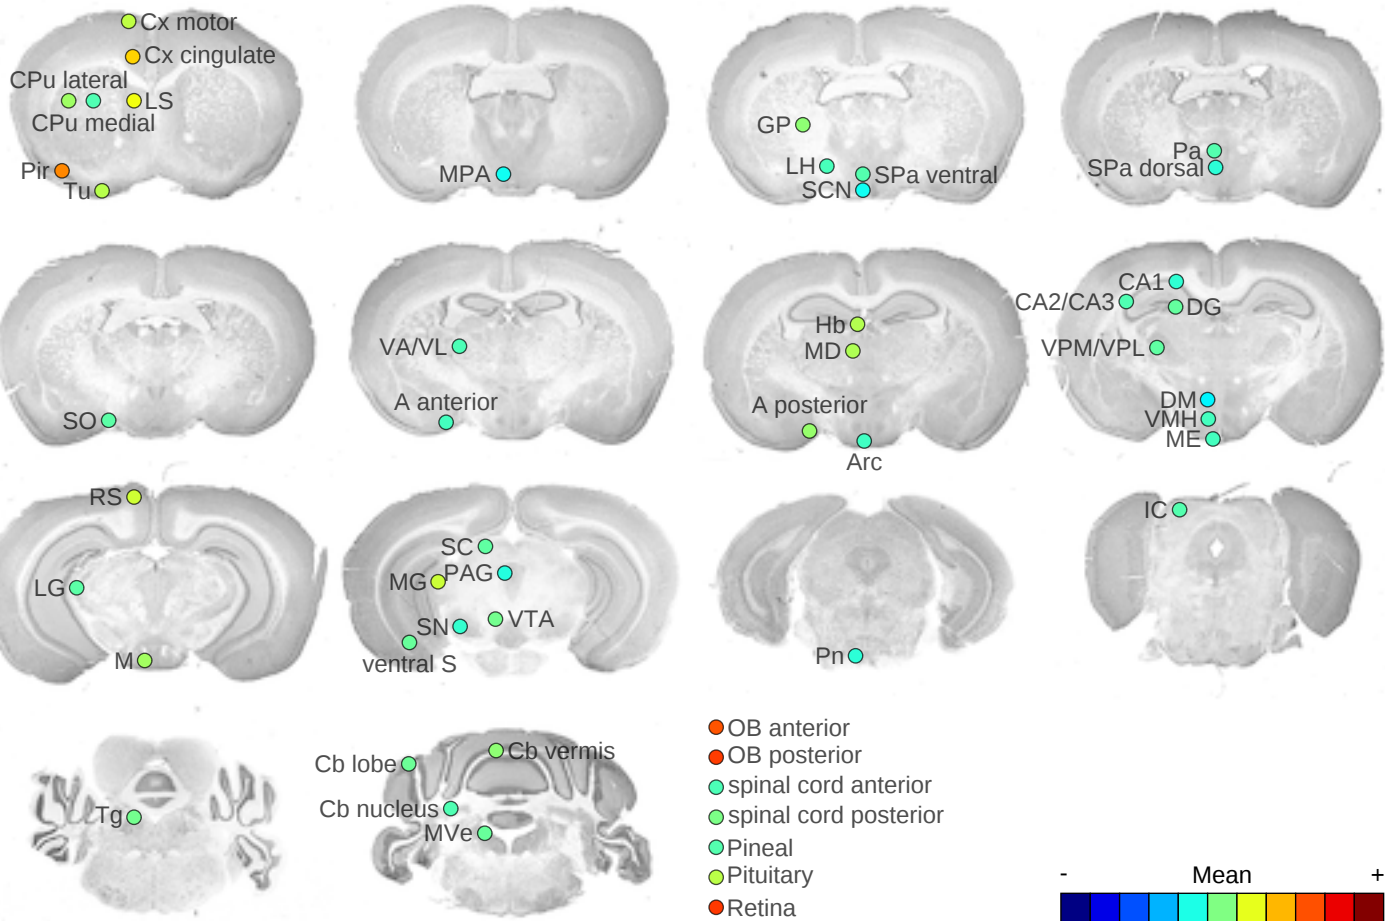 Cx motor
Cx cingulate
CPu lateral
LS
CPu medial
Pir
Tu
MPA
GP
LH
SPa ventral
SCN
Pa
SPa dorsal
SO
VA/VL
A anterior
Hb
MD
A posterior
Arc
CA1
CA2/CA3
DG
VPM/VPL
DM
VMH
ME
RS
LG
M
SC
MG
PAG
SN
VTA
ventral S
Pn
IC
Tg
Cb lobe
Cb vermis
Cb nucleus
MVe
OB anterior
OB posterior
spinal cord anterior
spinal cord posterior
Pineal
Pituitary
Retina
- Mean +